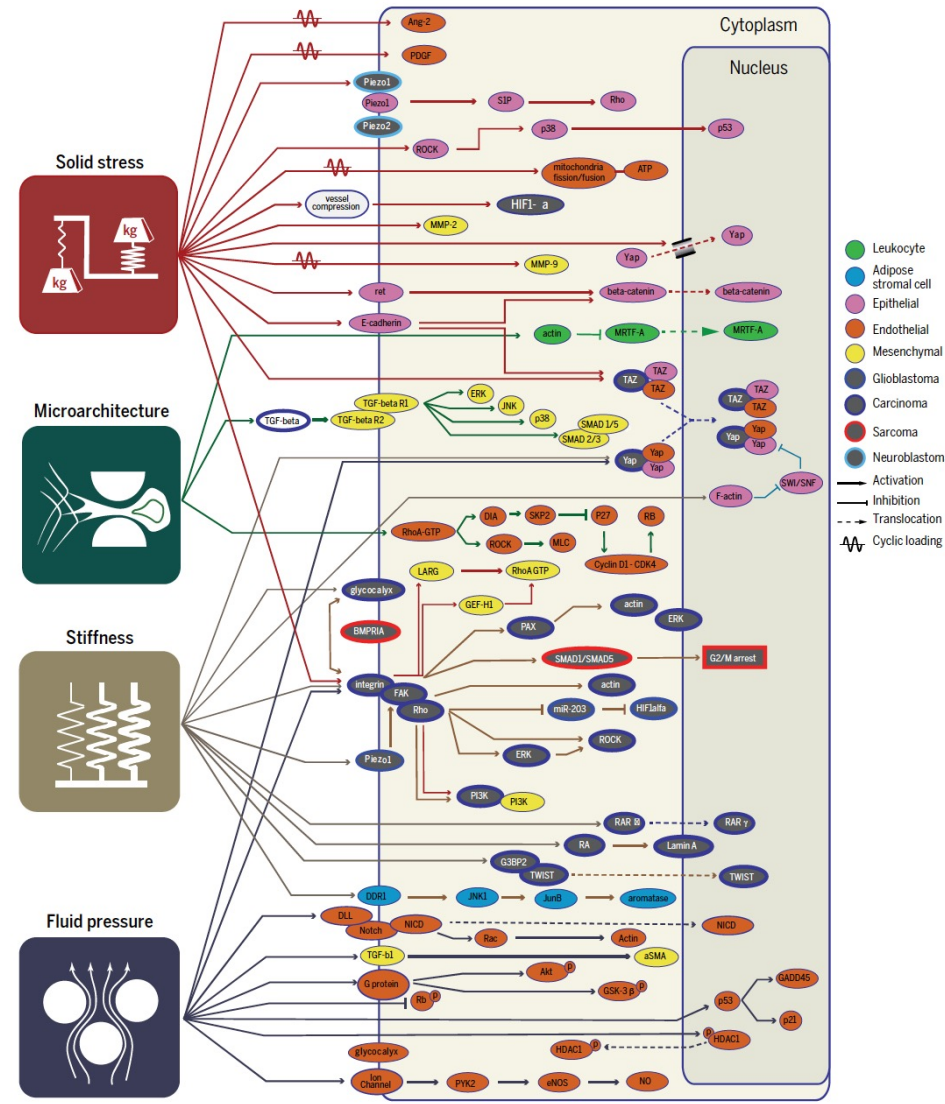 Cytoplasm
Nucleus
Solid stress
kg
kg
Ang-2
PDGF
Piezo1
Piezo1
S1P
Rho
Piezo2
ROCK
p38
p53
mitochondria
fission/fusion
ATP
vessel
compression
HIF1- a
MMP-2
Yap
Yap
MMP-9
ret
beta-catenin
beta-catenin
E-cadherin
actin
MRTF-A
MRTF-A
TAZ
TAZ
TAZ
TAZ
TAZ
TAZ
Microarchitecture
TGF-beta
TGF-beta R1
TGF-beta R2
ERK
JNK
p38
SMAD 1/5
SMAD 2/3
Yap
Yap
Yap
Yap
Yap
Yap
SWI/SNF
F-actin
RhoA-GTP
DIA
SKP2
P27
RB
ROCK
MLC
Cyclin D1 - CDK4
LARG
RhoA GTP
GEF-H1
Stiffness
glycocalyx
BMPRIA
PAX
actin
ERK
SMAD1/SMAD5
G2/M arrest
integrin
FAK
Rho
actin
miR-203
HIF1alfa
ROCK
ERK
Piezo1
PI3K
PI3K
RAR
RAR γ
RA
Lamin A
G3BP2
TWIST
TWIST
DDR1
JNK1
JunB
aromatase
Fluid pressure
DLL
Notch
NICD
NICD
Rac
Actin
TGF-b1
aSMA
G protein
Akt
P
GSK-3 β
P
Rb
P
p53
GADD45
p21
P
HDAC1
HDAC1
P
glycocalyx
Ion
Channel
PYK2
eNOS
NO
Leukocyte
Adipose
stromal cell
Epithelial
Endothelial
Mesenchymal
Glioblastoma
Carcinoma
Sarcoma
Neuroblastom
Activation
Inhibition
Translocation
Cyclic loading